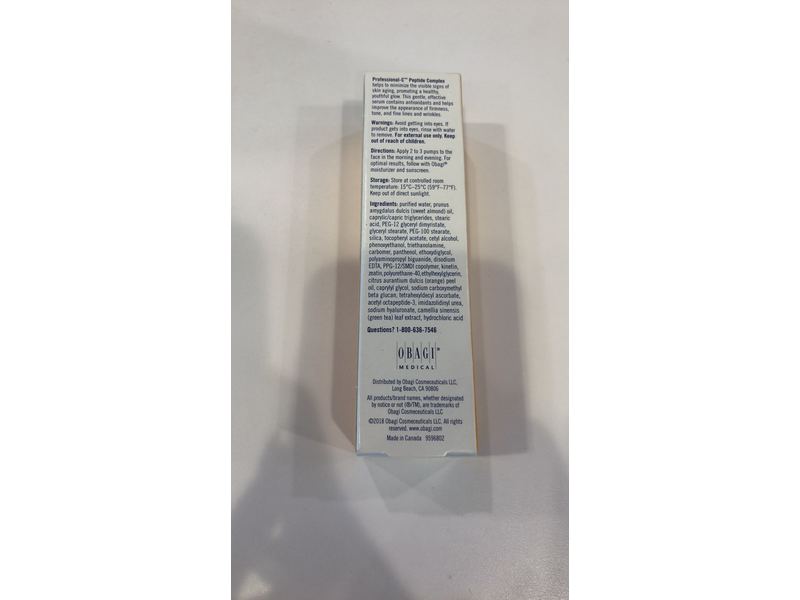 Professional-C™ Peptide Complex
helps to minimize the visible signs of
skin aging, promoting a healthy,
youthful glow. This gentle, effective
serum contains antioxidants and helps
improve the appearance of firmness,
tone, and fine lines and wrinkles.
Warnings: Avoid getting into eyes. If
product gets into eyes, rinse with water
to remove. For external use only. Keep
out of reach of children.
Directions: Apply 2 to 3 pumps to the
face in the morning and evening. For
optimal results, follow with Obagi®
moisturizer and sunscreen.
Storage: Store at controlled room
temperature: 15°C–25°C (59°F–77°F).
Keep out of direct sunlight.
Ingredients: purified water, prunus
amygdalus dulcis (sweet almond) oil,
caprylic/capric triglycerides, stearic
acid, PEG-12 glyceryl dimyristate,
glyceryl stearate, PEG-100 stearate,
silica, tocopheryl acetate, cetyl alcohol,
phenoxyethanol, triethanolamine,
carbomer, panthenol, ethoxydiglycol,
polyaminopropyl biguanide, disodium
EDTA, PPG-12/SMDI copolymer, kinetin,
zeatin, polyurethane-40, ethylhexylglycerin,
citrus aurantium dulcis (orange) peel
oil, caprylyl glycol, sodium carboxymethyl
beta glucan, tetrahexyldecyl ascorbate,
acetyl octapeptide-3, imidazolidinyl urea,
sodium hyaluronate, camellia sinensis
(green tea) leaf extract, hydrochloric acid
Questions? 1-800-636-7546
OBAGI®
MEDICAL
Distributed by Obagi Cosmeceuticals LLC,
Long Beach, CA 90806
All products/brand names, whether designated
by notice or not (®/TM), are trademarks of
Obagi Cosmeceuticals LLC
©2018 Obagi Cosmeceuticals LLC. All rights
reserved. www.obagi.com
Made in Canada 9596802